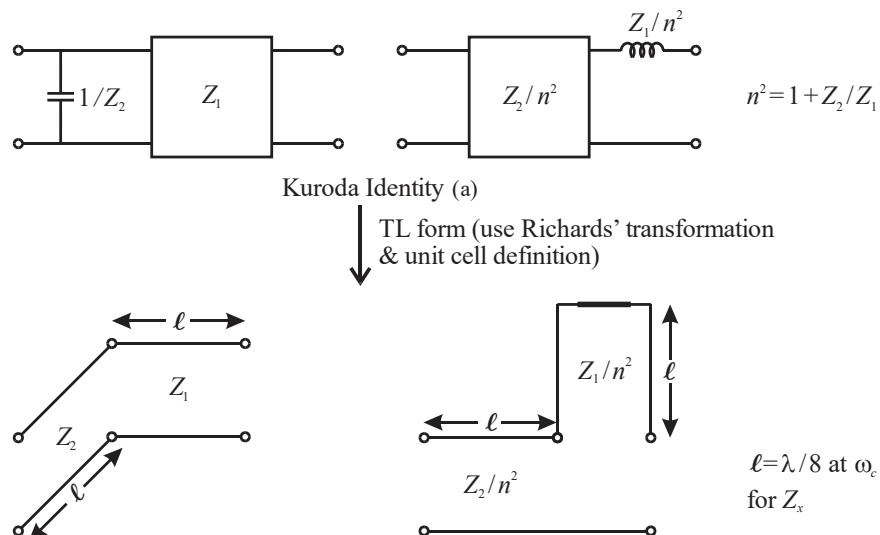 Z₁/n²
1/Z₂
Z₁
Z₂/n²
n²=1+Z₂/Z₁
Kuroda Identity (a)
TL form (use Richards’ transformation
& unit cell definition)
ℓ
Z₁
Z₂
ℓ
Z₁/n²
ℓ
ℓ
Z₂/n²
ℓ=λ/8 at ω_c
for Zₓ